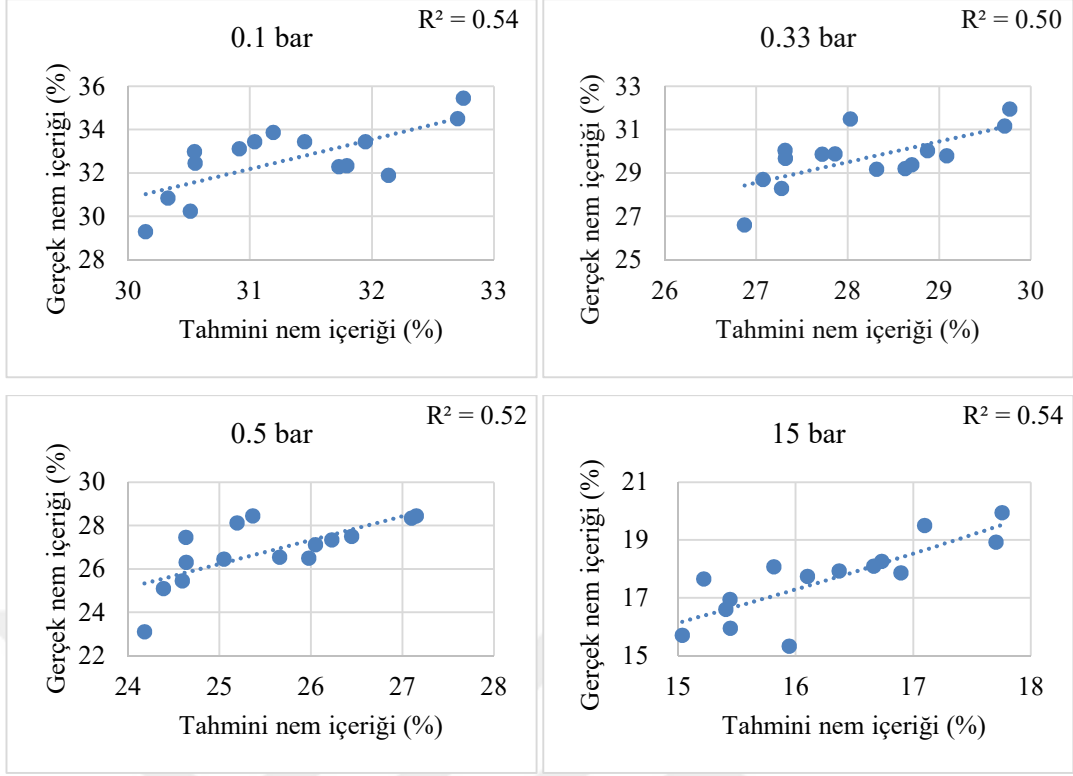 R² = 0.54
0.1 bar
Gerçek nem içeriği (%)
36
34
32
30
28
30 31 32 33
Tahmini nem içeriği (%)
R² = 0.50
0.33 bar
Gerçek nem içeriği (%)
33
31
29
27
25
26 27 28 29 30
Tahmini nem içeriği (%)
R² = 0.52
0.5 bar
Gerçek nem içeriği (%)
30
28
26
24
22
24 25 26 27 28
Tahmini nem içeriği (%)
R² = 0.54
15 bar
Gerçek nem içeriği (%)
21
19
17
15
15 16 17 18
Tahmini nem içeriği (%)